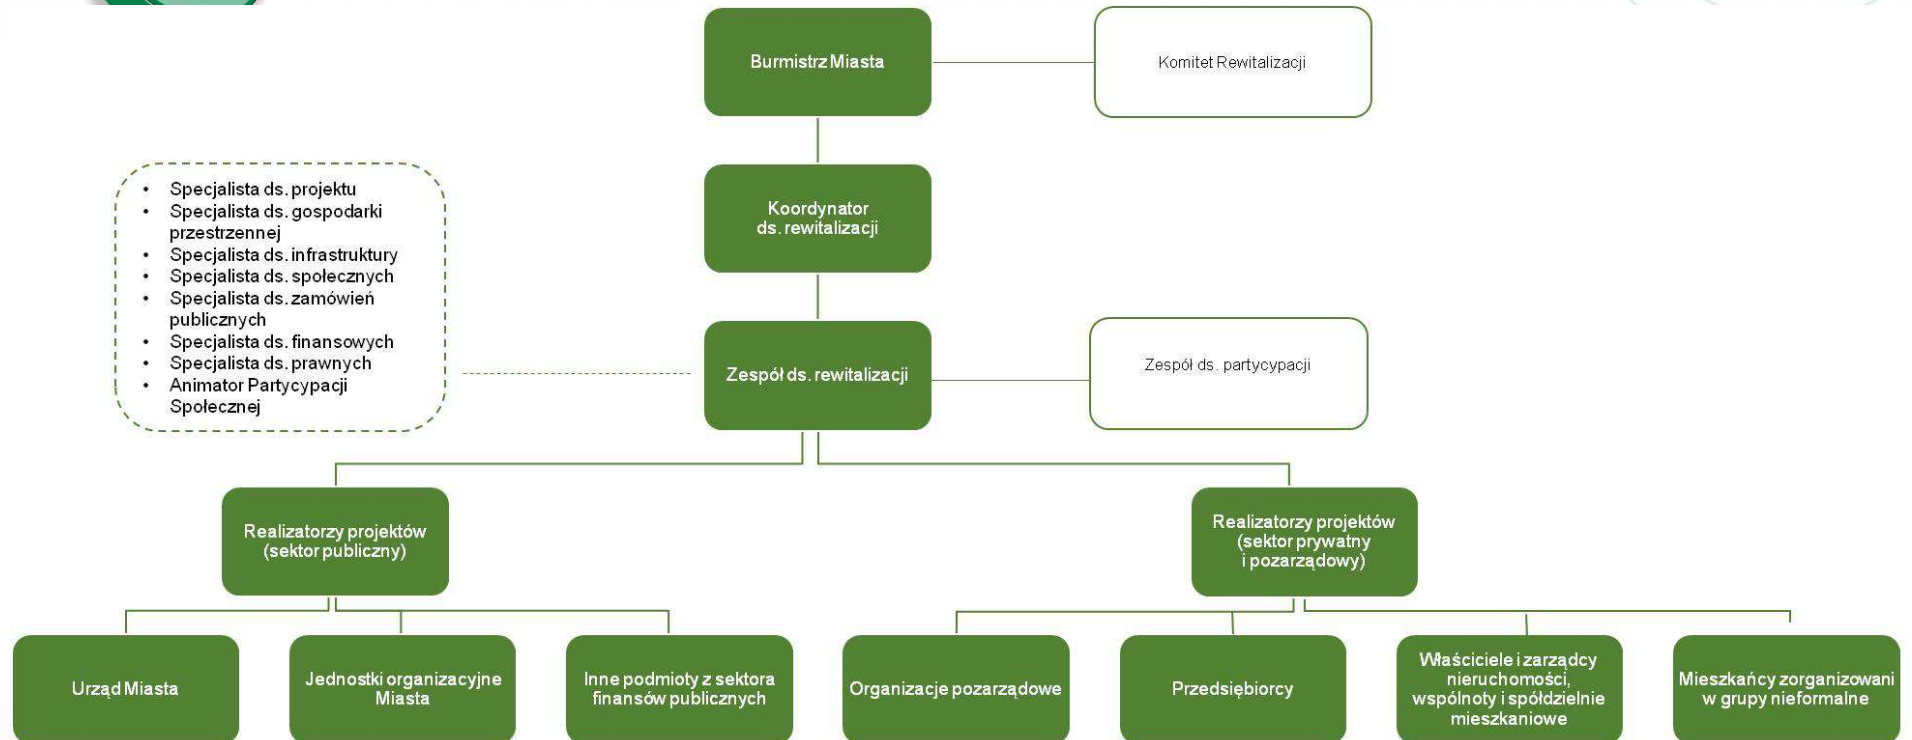 Burmistrz Miasta
Komitet Rewitalizacji
• Specjalista ds. projektu
• Specjalista ds. gospodarki
przestrzennej
• Specjalista ds. infrastruktury
• Specjalista ds. społecznych
• Specjalista ds. zamówień
publicznych
• Specjalista ds. finansowych
• Specjalista ds. prawnych
• Animator Partycypacji
Społecznej
Koordynator
ds. rewitalizacji
Zespół ds. rewitalizacji
Zespół ds. partycypacji
Realizatorzy projektów
(sektor publiczny)
Realizatorzy projektów
(sektor prywatny
i pozarządowy)
Urząd Miasta
Jednostki organizacyjne
Miasta
Inne podmioty z sektora
finansów publicznych
Organizacje pozarządowe
Przedsiębiorcy
Właściciele i zarządcy
nieruchomości,
wspólnoty i spółdzielnie
mieszkaniowe
Mieszkańcy zorganizowani
w grupy nieformalne